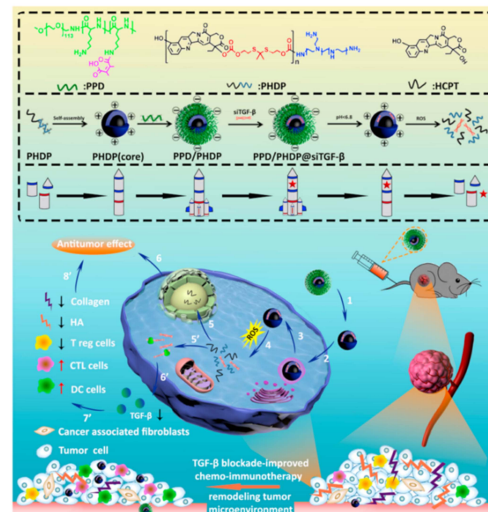 :PPD
:PHDP
:HCPT
Self-assembly
siTGF-β
pH=6.8
ROS
PHDP
PHDP(core)
PPD/PHDP
PPD/PHDP@siTGF-β
Antitumor effect
6
8'
1
5
ROS
3
4
5'
2
6'
Collagen
HA
T reg cells
CTL cells
DC cells
7'
TGF-β
Cancer associated fibroblasts
Tumor cell
TGF-β blockade-improved
chemo-immunotherapy
remodeling tumor
microenvironment